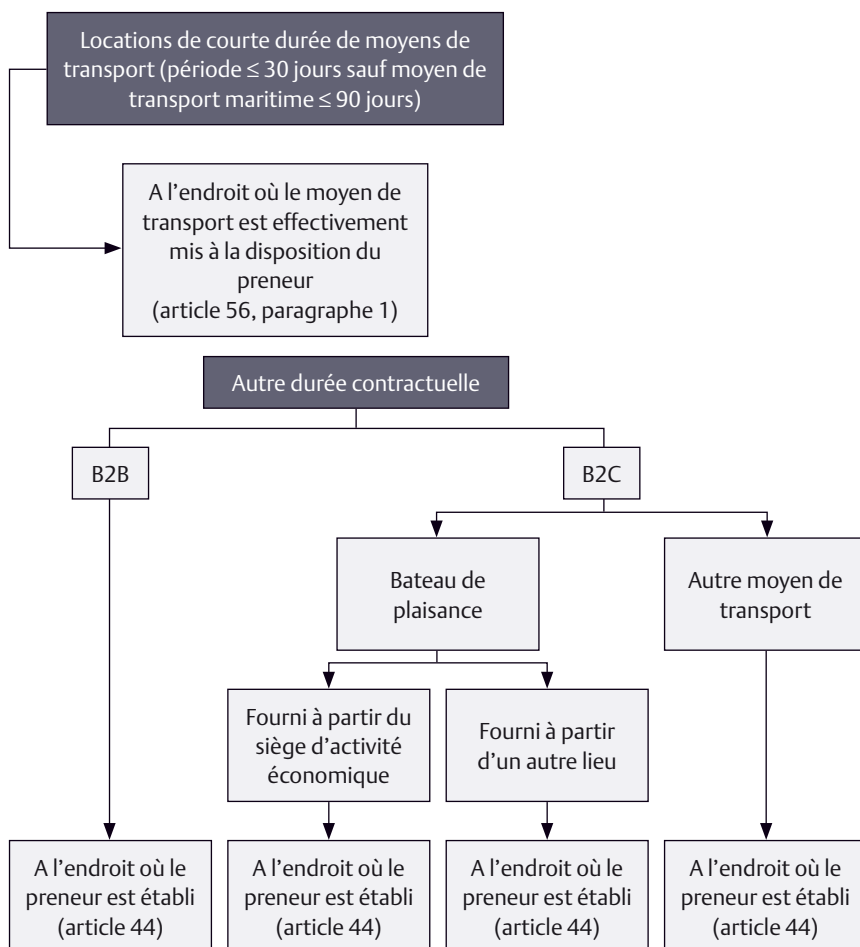 Locations de courte durée de moyens de
transport (période ≤ 30 jours sauf moyen de
transport maritime ≤ 90 jours)
A l’endroit où le moyen de
transport est effectivement
mis à la disposition du
preneur
(article 56, paragraphe 1)
Autre durée contractuelle
B2B
B2C
Bateau de
plaisance
Autre moyen de
transport
Fourni à partir du
siège d’activité
économique
Fourni à partir
d’un autre lieu
A l’endroit où le
preneur est établi
(article 44)
A l’endroit où le
preneur est établi
(article 44)
A l’endroit où le
preneur est établi
(article 44)
A l’endroit où le
preneur est établi
(article 44)